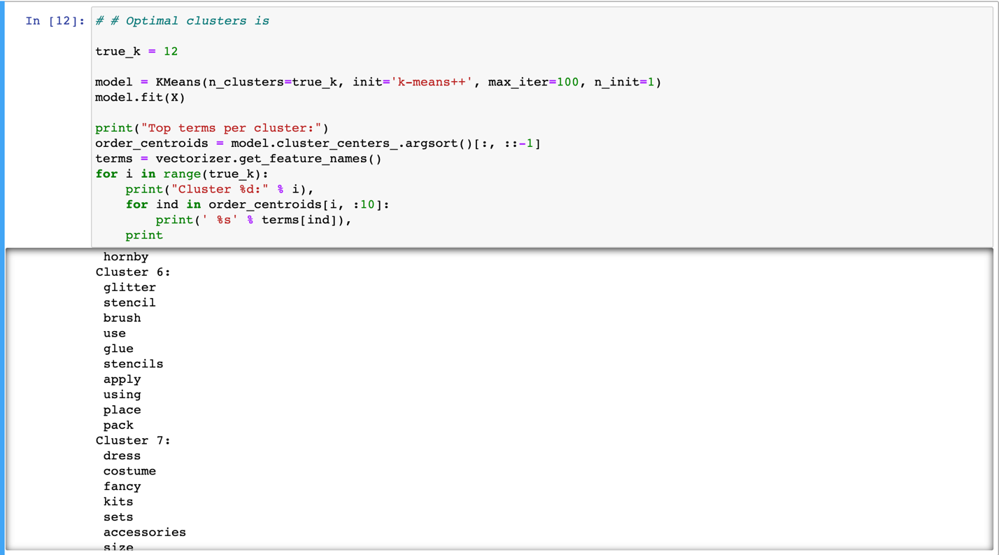 In [12]: # # Optimal clusters is
true_k = 12
model = KMeans(n_clusters=true_k, init='k-means++', max_iter=100, n_init=1)
model.fit(X)
print("Top terms per cluster:")
order_centroids = model.cluster_centers_.argsort()[:, ::-1]
terms = vectorizer.get_feature_names()
for i in range(true_k):
    print("Cluster %d:" % i),
    for ind in order_centroids[i, :10]:
        print(' %s' % terms[ind]),
    print
 hornby
Cluster 6:
 glitter
 stencil
 brush
 use
 glue
 stencils
 apply
 using
 place
 pack
Cluster 7:
 dress
 costume
 fancy
 kits
 sets
 accessories
 size